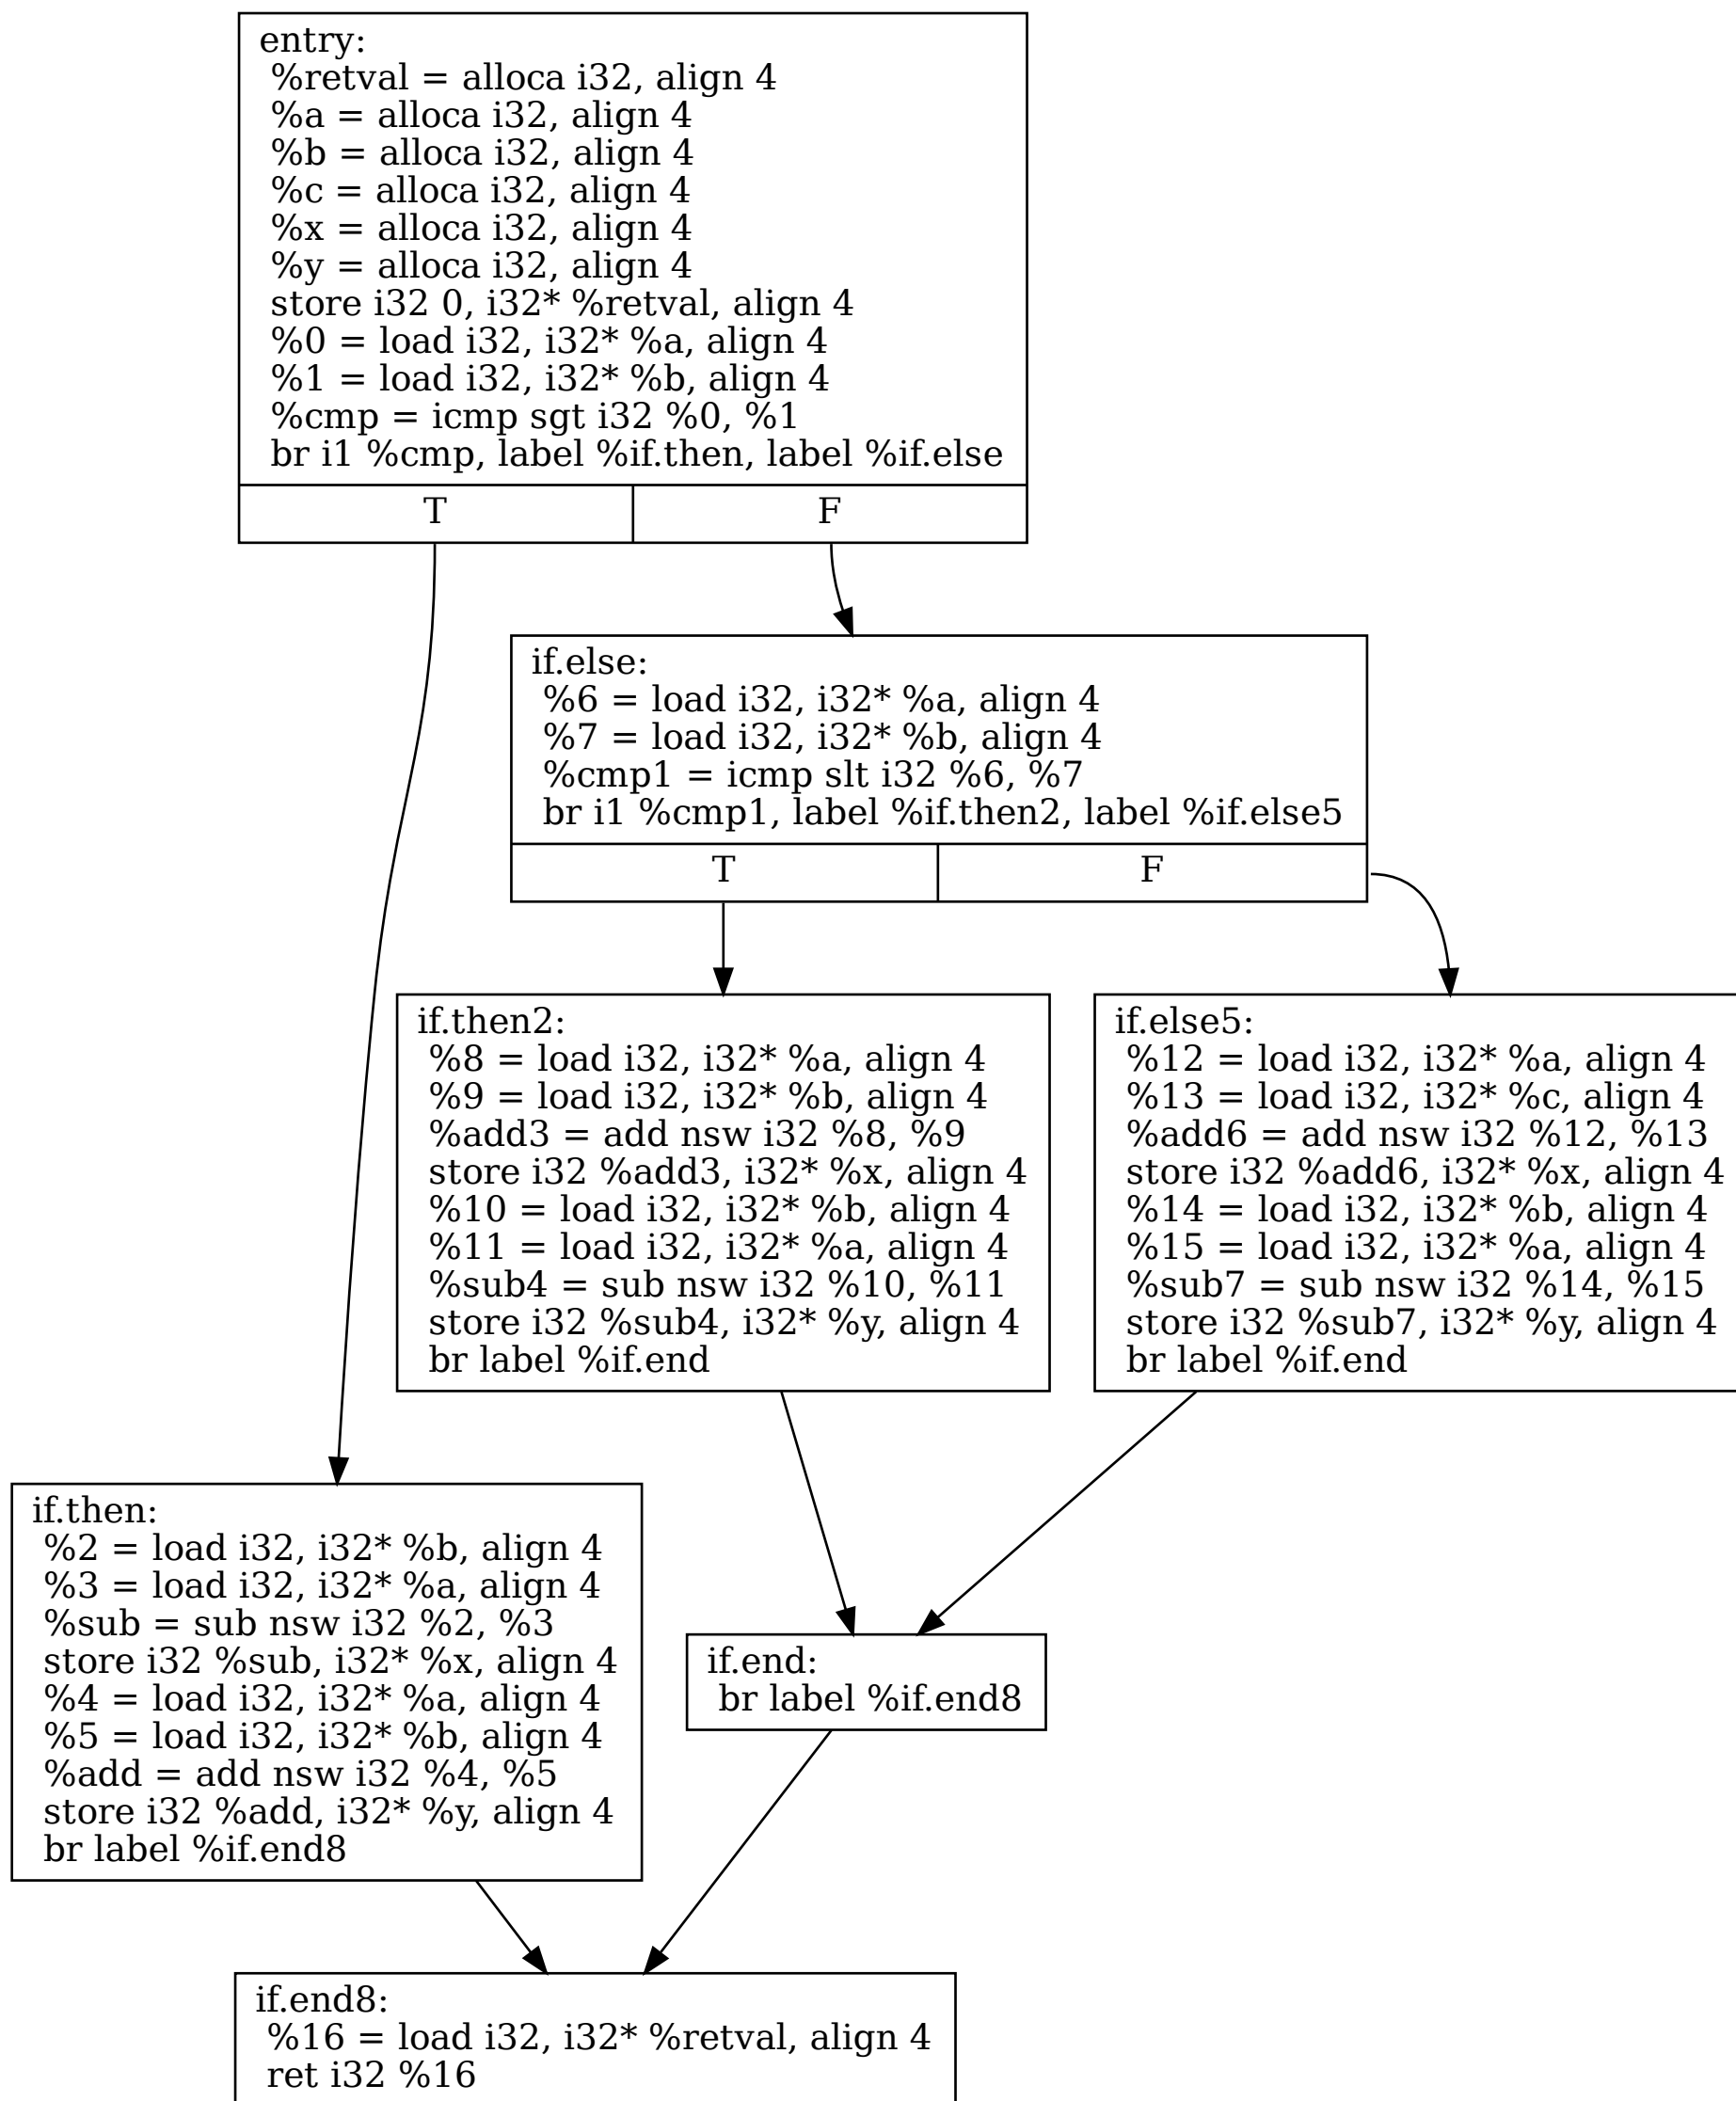 entry:
%retval = alloca i32, align 4
%a = alloca i32, align 4
%b = alloca i32, align 4
%c = alloca i32, align 4
%x = alloca i32, align 4
%y = alloca i32, align 4
store i32 0, i32* %retval, align 4
%0 = load i32, i32* %a, align 4
%1 = load i32, i32* %b, align 4
%cmp = icmp sgt i32 %0, %1
br i1 %cmp, label %if.then, label %if.else
T
F
if.else:
%6 = load i32, i32* %a, align 4
%7 = load i32, i32* %b, align 4
%cmp1 = icmp slt i32 %6, %7
br i1 %cmp1, label %if.then2, label %if.else5
T
F
if.then2:
%8 = load i32, i32* %a, align 4
%9 = load i32, i32* %b, align 4
%add3 = add nsw i32 %8, %9
store i32 %add3, i32* %x, align 4
%10 = load i32, i32* %b, align 4
%11 = load i32, i32* %a, align 4
%sub4 = sub nsw i32 %10, %11
store i32 %sub4, i32* %y, align 4
br label %if.end
if.else5:
%12 = load i32, i32* %a, align 4
%13 = load i32, i32* %c, align 4
%add6 = add nsw i32 %12, %13
store i32 %add6, i32* %x, align 4
%14 = load i32, i32* %b, align 4
%15 = load i32, i32* %a, align 4
%sub7 = sub nsw i32 %14, %15
store i32 %sub7, i32* %y, align 4
br label %if.end
if.then:
%2 = load i32, i32* %b, align 4
%3 = load i32, i32* %a, align 4
%sub = sub nsw i32 %2, %3
store i32 %sub, i32* %x, align 4
%4 = load i32, i32* %a, align 4
%5 = load i32, i32* %b, align 4
%add = add nsw i32 %4, %5
store i32 %add, i32* %y, align 4
br label %if.end8
if.end:
br label %if.end8
if.end8:
%16 = load i32, i32* %retval, align 4
ret i32 %16